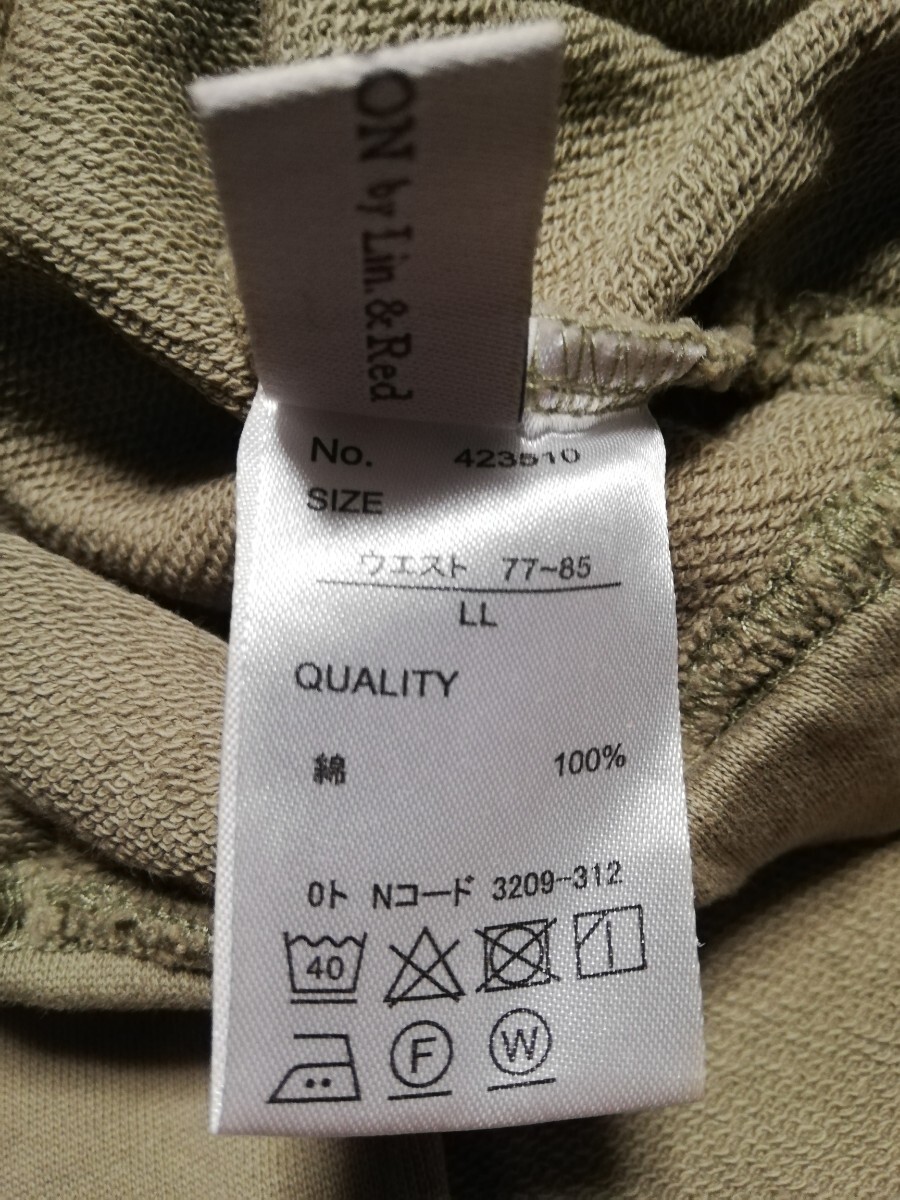 ON by Lin.&Red
No. 423510
SIZE
ウエスト 77~85
LL
QUALITY
綿 100%
0ト Nコード 3209-312
40
F W